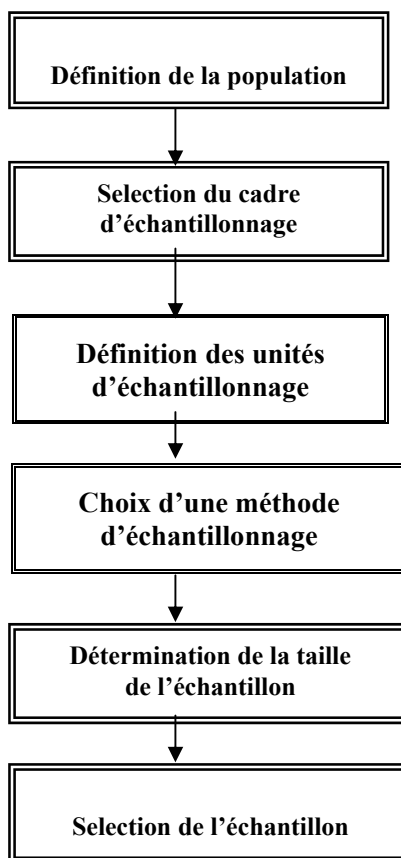 Définition de la population
Selection du cadre
d’échantillonnage
Définition des unités
d’échantillonnage
Choix d’une méthode
d’échantillonnage
Détermination de la taille
de l’échantillon
Selection de l’échantillon